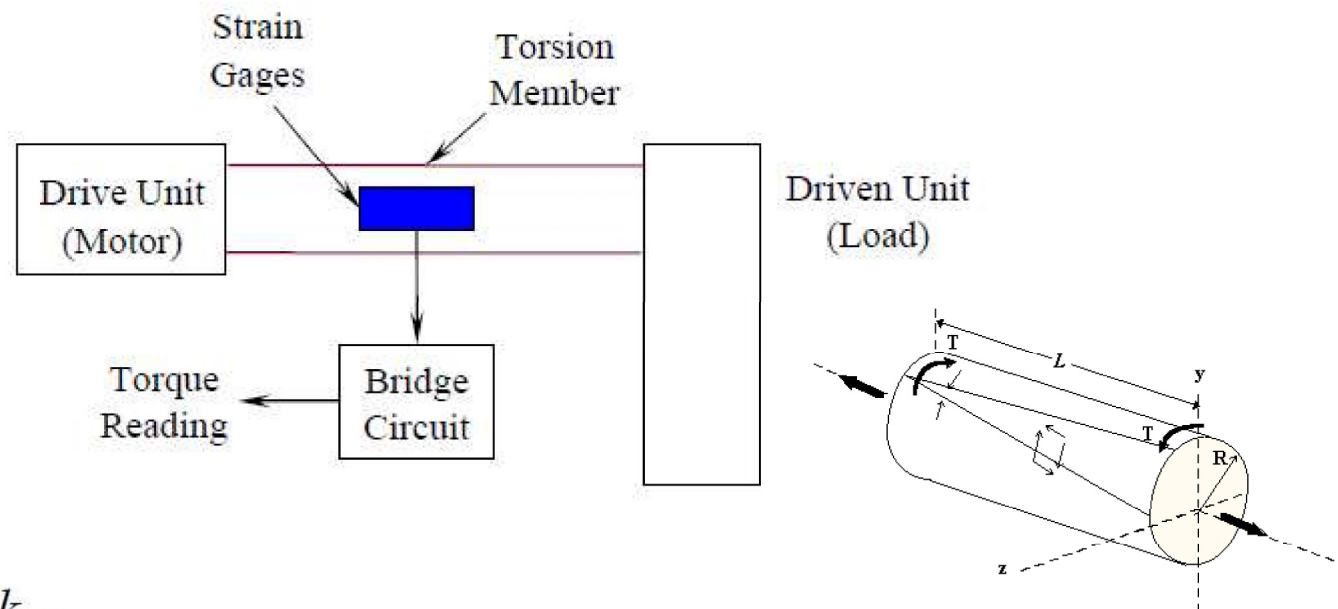 Strain
Gages
Torsion
Member
Drive Unit
(Motor)
Driven Unit
(Load)
Torque
Reading
Bridge
Circuit
T
L
y
T
R
z
k